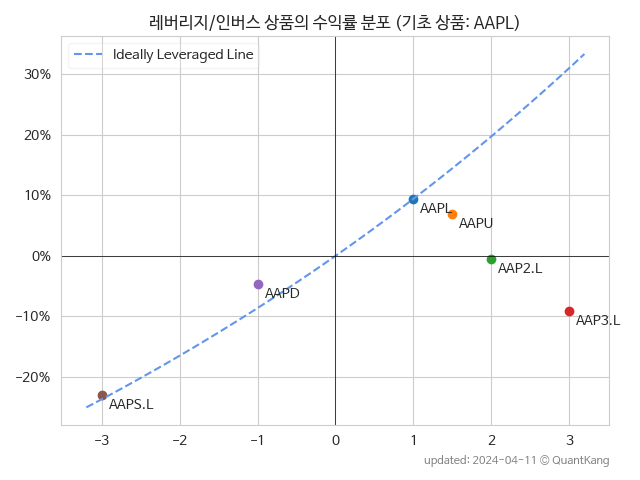 레버리지/인버스 상품의 수익률 분포 (기초 상품: AAPL)
Ideally Leveraged Line
30%
20%
10%
0%
−10%
−20%
AAPL
AAPU
AAP2.L
AAPD
AAP3.L
AAPS.L
−3 −2 −1 0 1 2 3
updated: 2024-04-11 © QuantKang